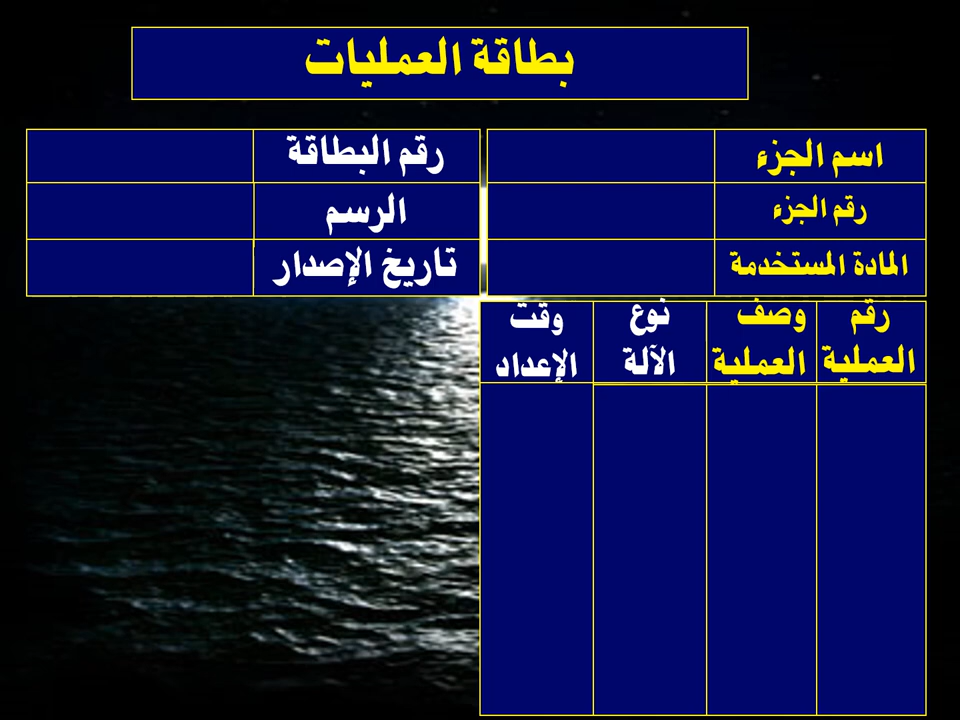 بطاقة العمليات
اسم الجزء
رقم البطاقة
رقم الجزء
الرسم
المادة المستخدمة
تاريخ الإصدار
رقم العملية
وصف العملية
نوع الآلة
وقت الإعداد